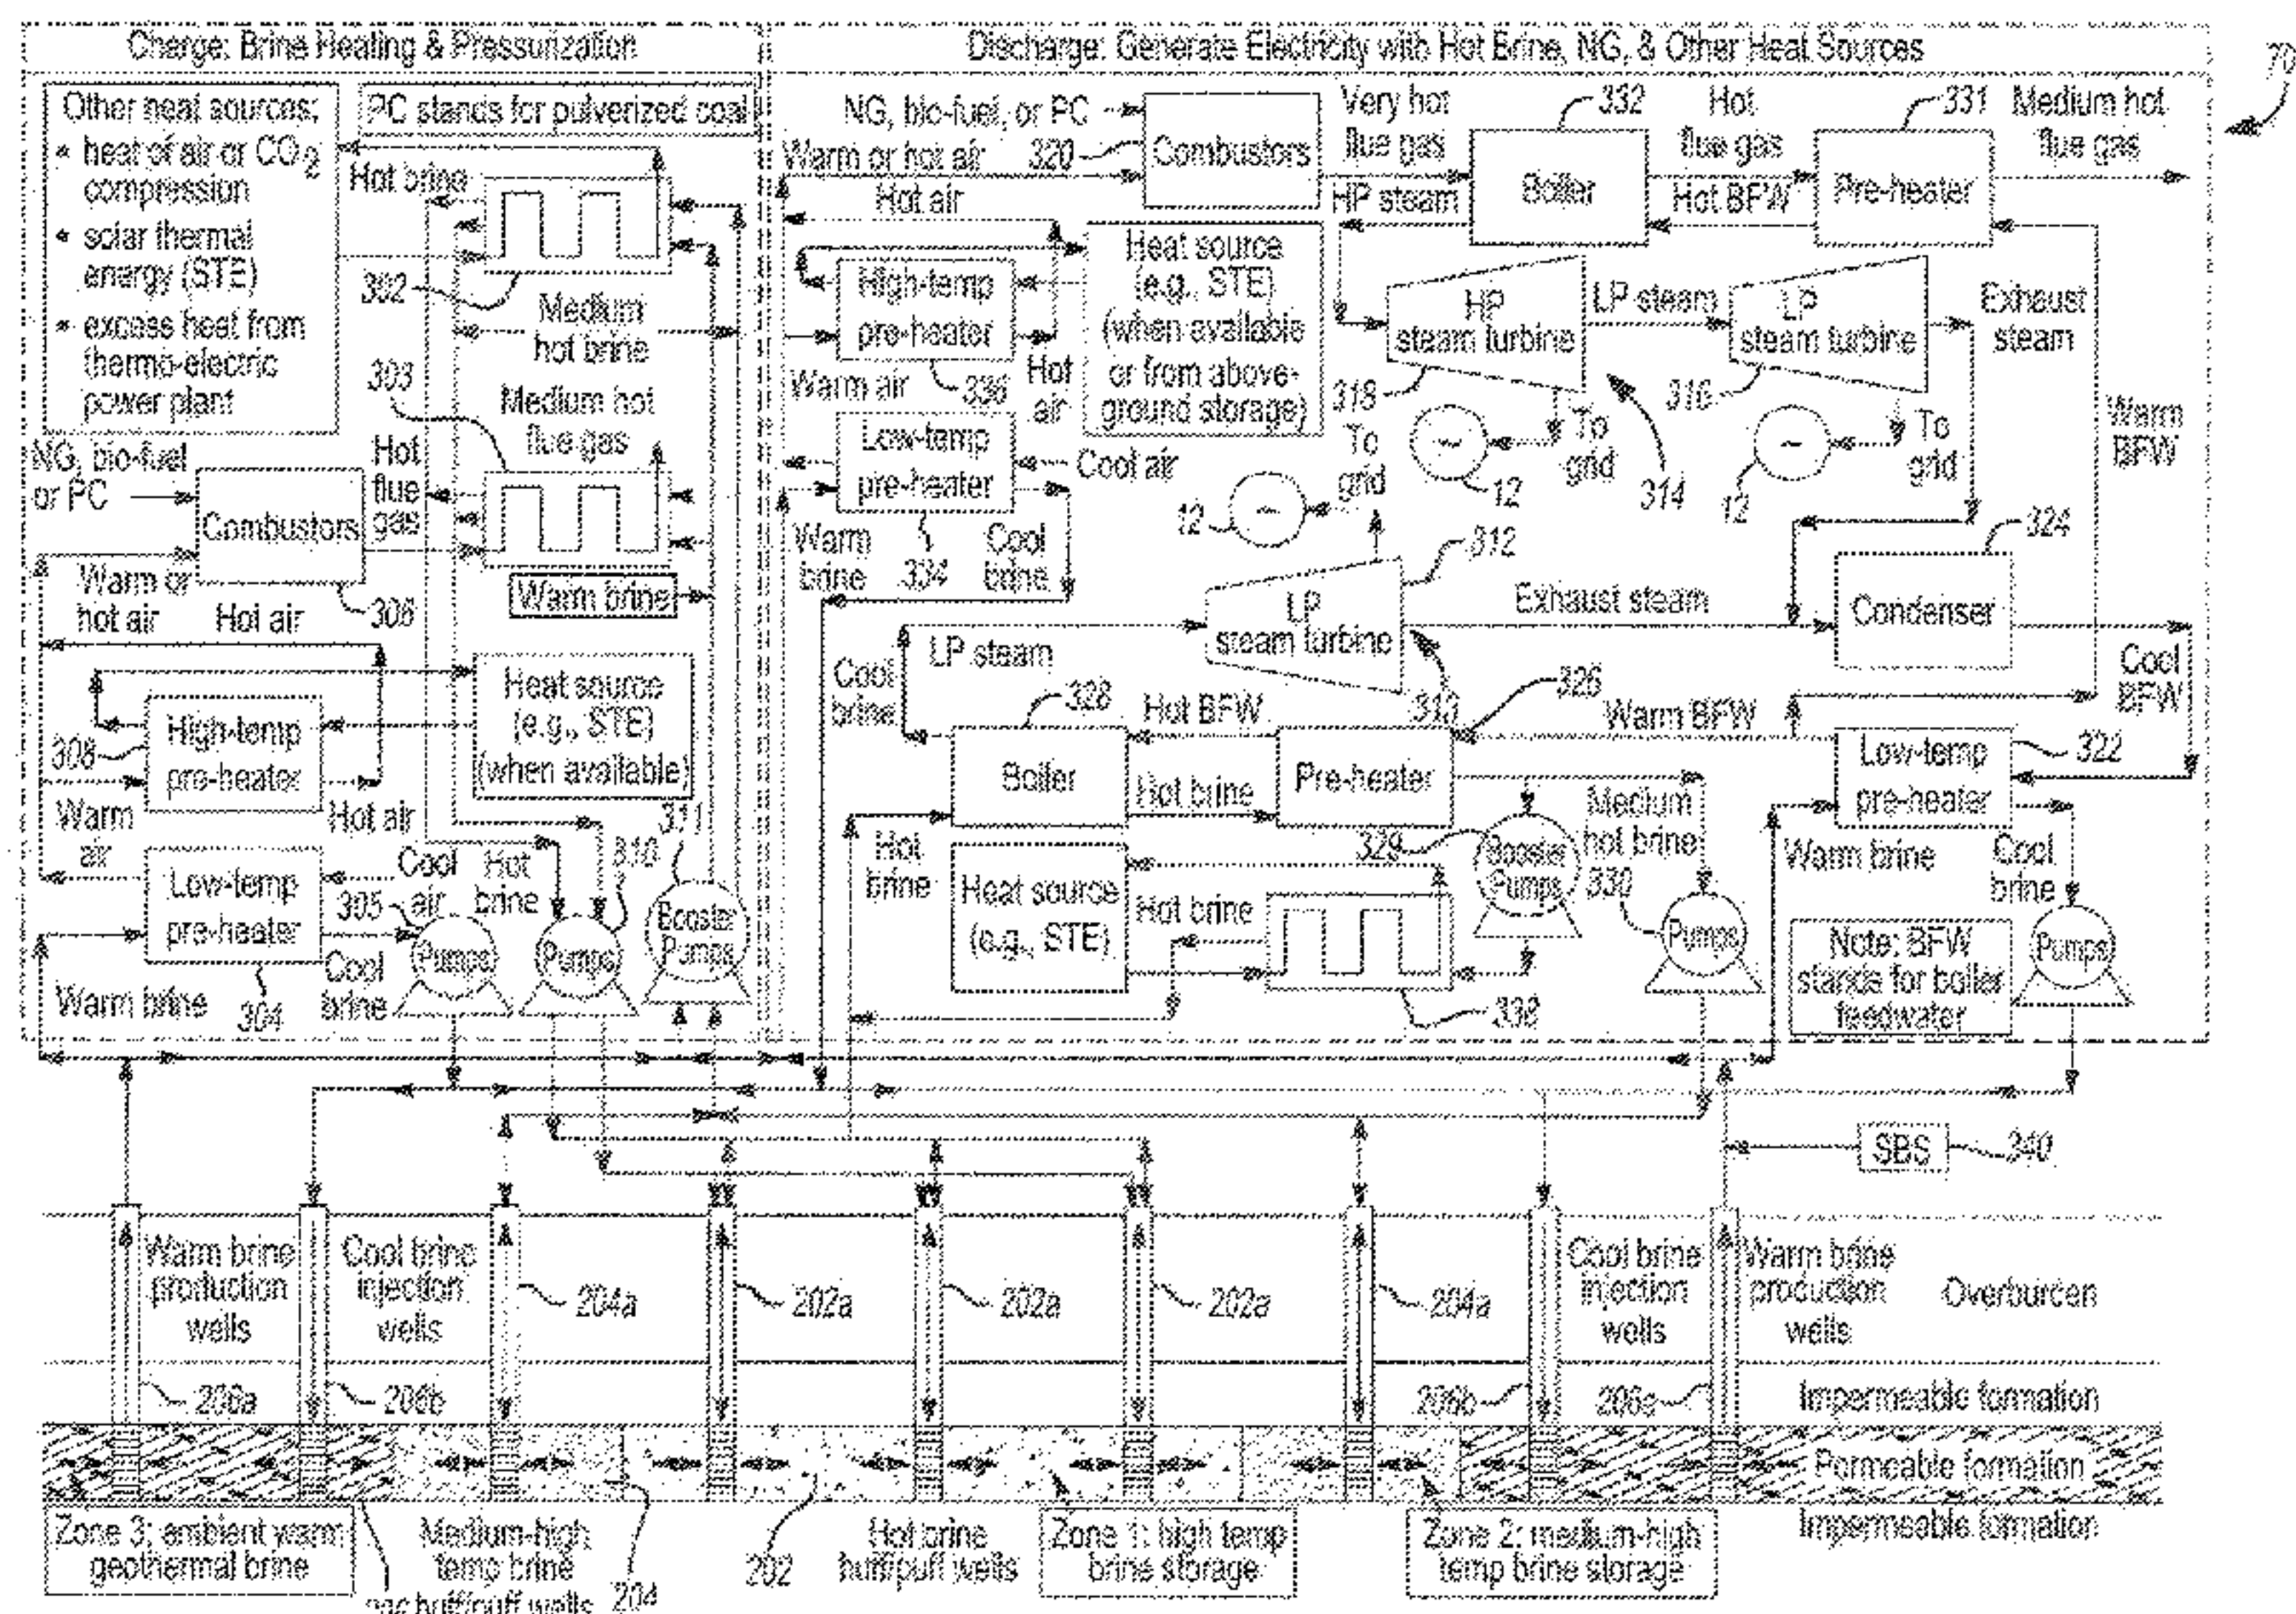 Charge: Brine Heating & Pressurization
Discharge: Generate Electricity with Hot Brine, NG, & Other Heat Sources
70
Other heat sources:
• heat of air or CO2
compression
• solar thermal
energy (STE)
• excess heat from
thermo-electric
power plant
PC stands for pulverized coal
Hot brine
302
Medium
hot brine
303
Medium hot
flue gas
NG, bio-fuel
or PC
Combustors
Hot
flue
gas
Warm or
hot air
306
Hot air
Warm brine
Heat source
(e.g., STE)
(when available)
High-temp
pre-heater
308
Warm
air
Hot air
311
310
Low-temp
pre-heater
Cool
air
305
Hot
brine
Pumps
Pumps
Booster
Pumps
Warm brine
304
Cool
brine
NG, bio-fuel, or PC
Warm or hot air
320
Combustors
Very hot
flue gas
332
Boiler
Hot
flue gas
331
Pre-heater
Medium hot
flue gas
Hot air
HP steam
Hot BFW
High-temp
pre-heater
Heat source
(e.g., STE)
(when available
or from above-
ground storage)
Warm air
336
Hot
air
HP
steam turbine
LP steam
LP
steam turbine
Exhaust
steam
318
316
314
Warm
BFW
Low-temp
pre-heater
Cool air
To
grid
~
12
To
grid
~
12
To
grid
~
12
Warm
brine
334
Cool
brine
312
324
LP
steam turbine
Exhaust steam
Condenser
LP steam
Cool
brine
Cool
BFW
328
Hot BFW
313
326
Warm BFW
Boiler
Hot brine
Pre-heater
Low-temp
pre-heater
322
Medium
hot brine
Hot
brine
329
Booster
Pumps
330
Warm brine
Cool
brine
Heat source
(e.g., STE)
Hot brine
338
Pumps
Note: BFW
stands for boiler
feedwater
Pumps
SBS
340
Warm brine
production
wells
Cool brine
injection
wells
204a
202a
202a
202a
204a
Cool brine
injection
wells
Warm brine
production
wells
Overburden
206a
206b
206b
206a
Impermeable formation
Permeable formation
Zone 3: ambient warm
geothermal brine
Medium-high
temp brine
huff/puff wells
204
202
Hot brine
huff/puff wells
Zone 1: high temp
brine storage
Zone 2: medium-high
temp brine storage
Impermeable formation